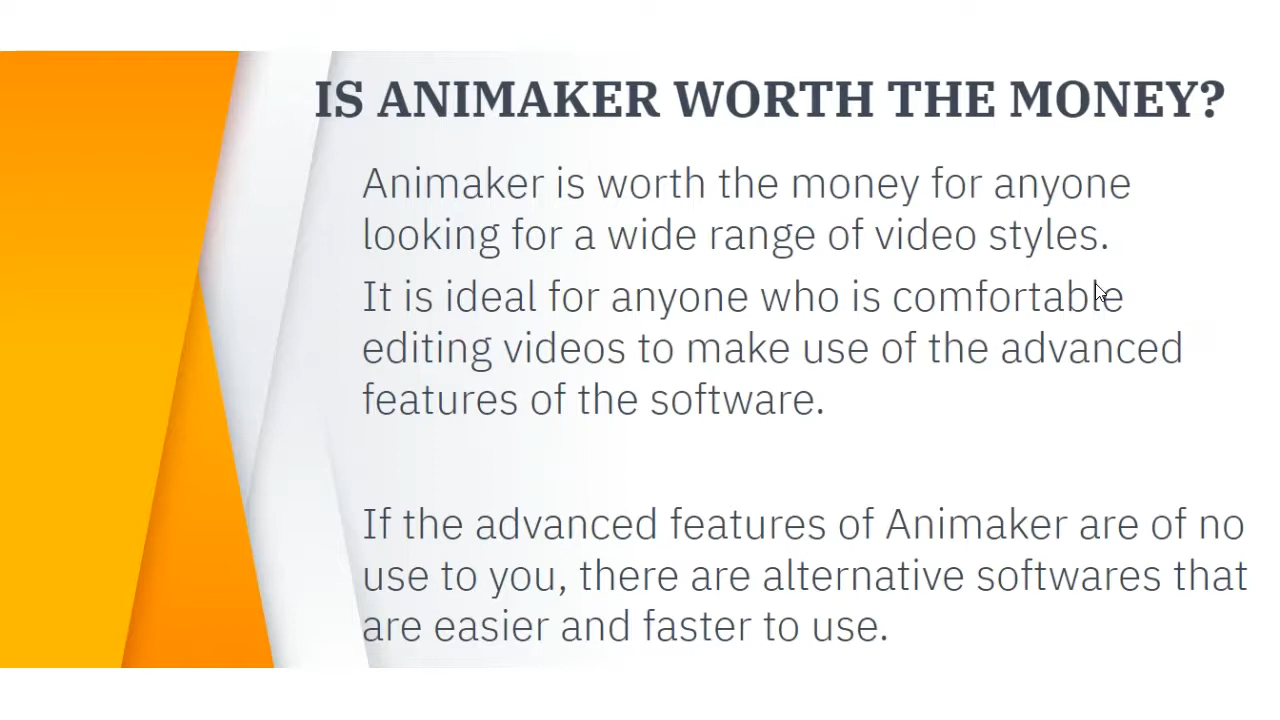 IS ANIMAKER WORTH THE MONEY?
Animaker is worth the money for anyone
looking for a wide range of video styles.
It is ideal for anyone who is comfortable
editing videos to make use of the advanced
features of the software.
If the advanced features of Animaker are of no
use to you, there are alternative softwares that
are easier and faster to use.